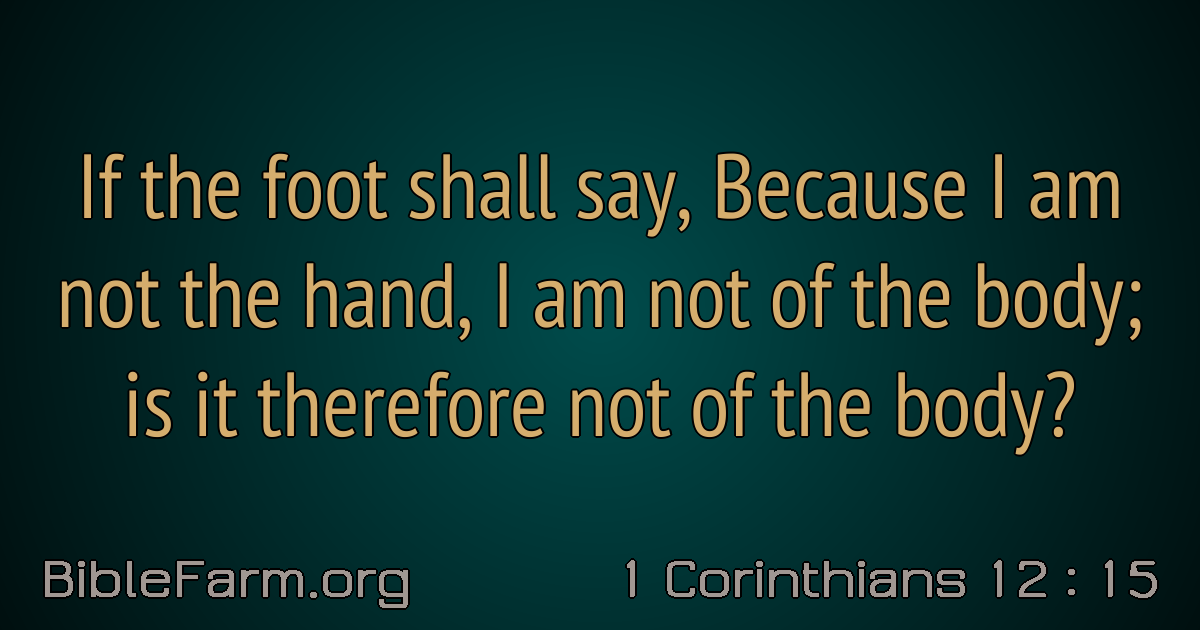 If the foot shall say, Because I am
not the hand, I am not of the body;
is it therefore not of the body?
BibleFarm.org
1 Corinthians 12 : 15